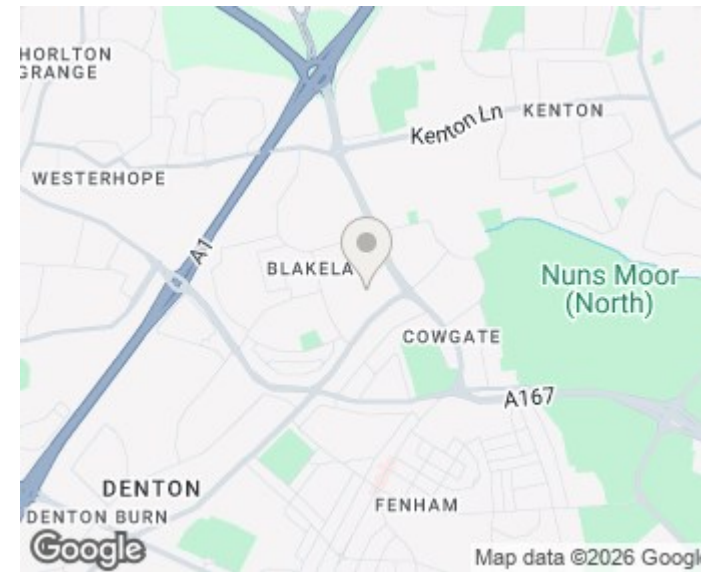 HORLTON
GRANGE
Kenton Ln
KENTON
WESTERHOPE
A1
BLAKELA
Nuns Moor
(North)
COWGATE
A167
DENTON
FENHAM
DENTON BURN
Google
Map data ©2026 Googl